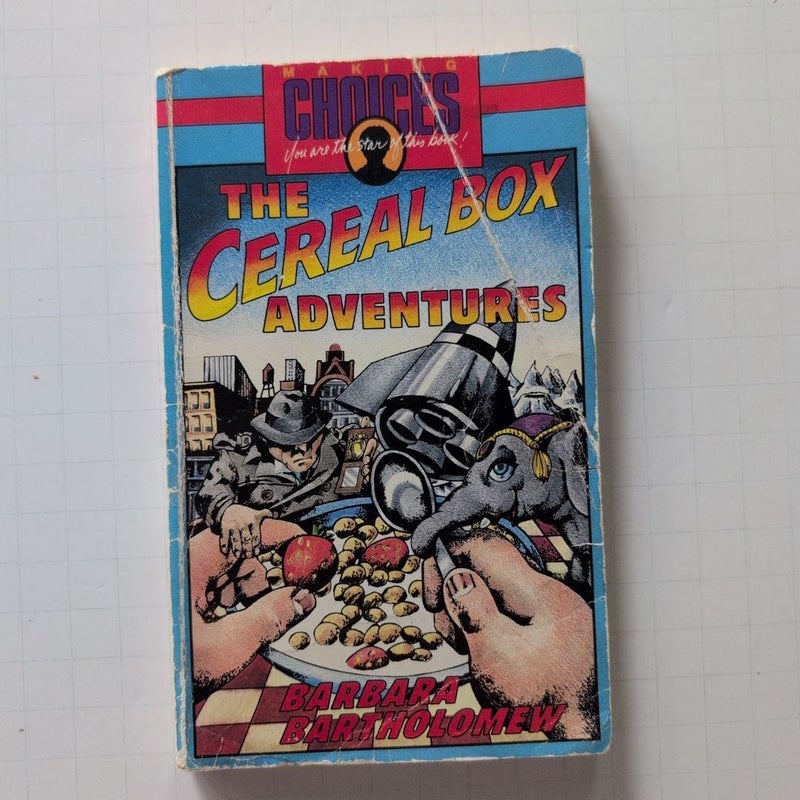 MAKING
CHOICES
You are the star of this book!
THE
CEREAL BOX
ADVENTURES
BARBARA
BARTHOLOMEW